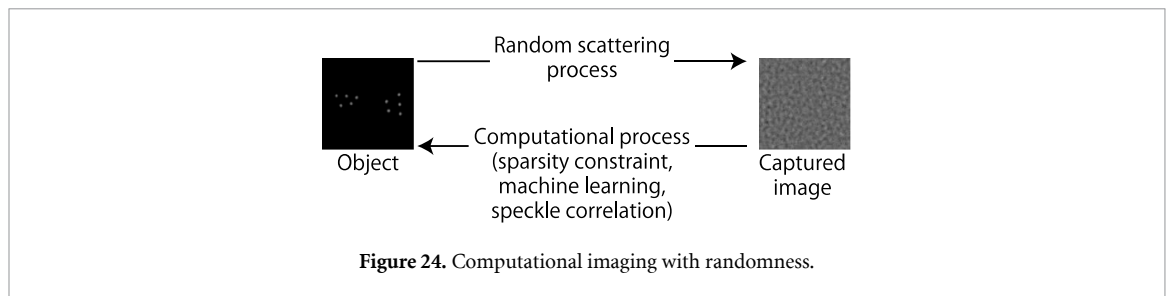 Random scattering
process
Object
Computational process
(sparsity constraint,
machine learning,
speckle correlation)
Captured
image
Figure 24. Computational imaging with randomness.